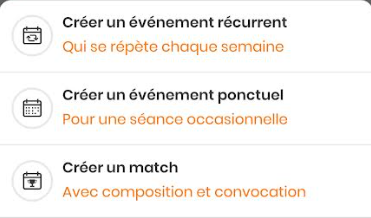 Créer un événement récurrent
Qui se répète chaque semaine
Créer un événement ponctuel
Pour une séance occasionnelle
Créer un match
Avec composition et convocation